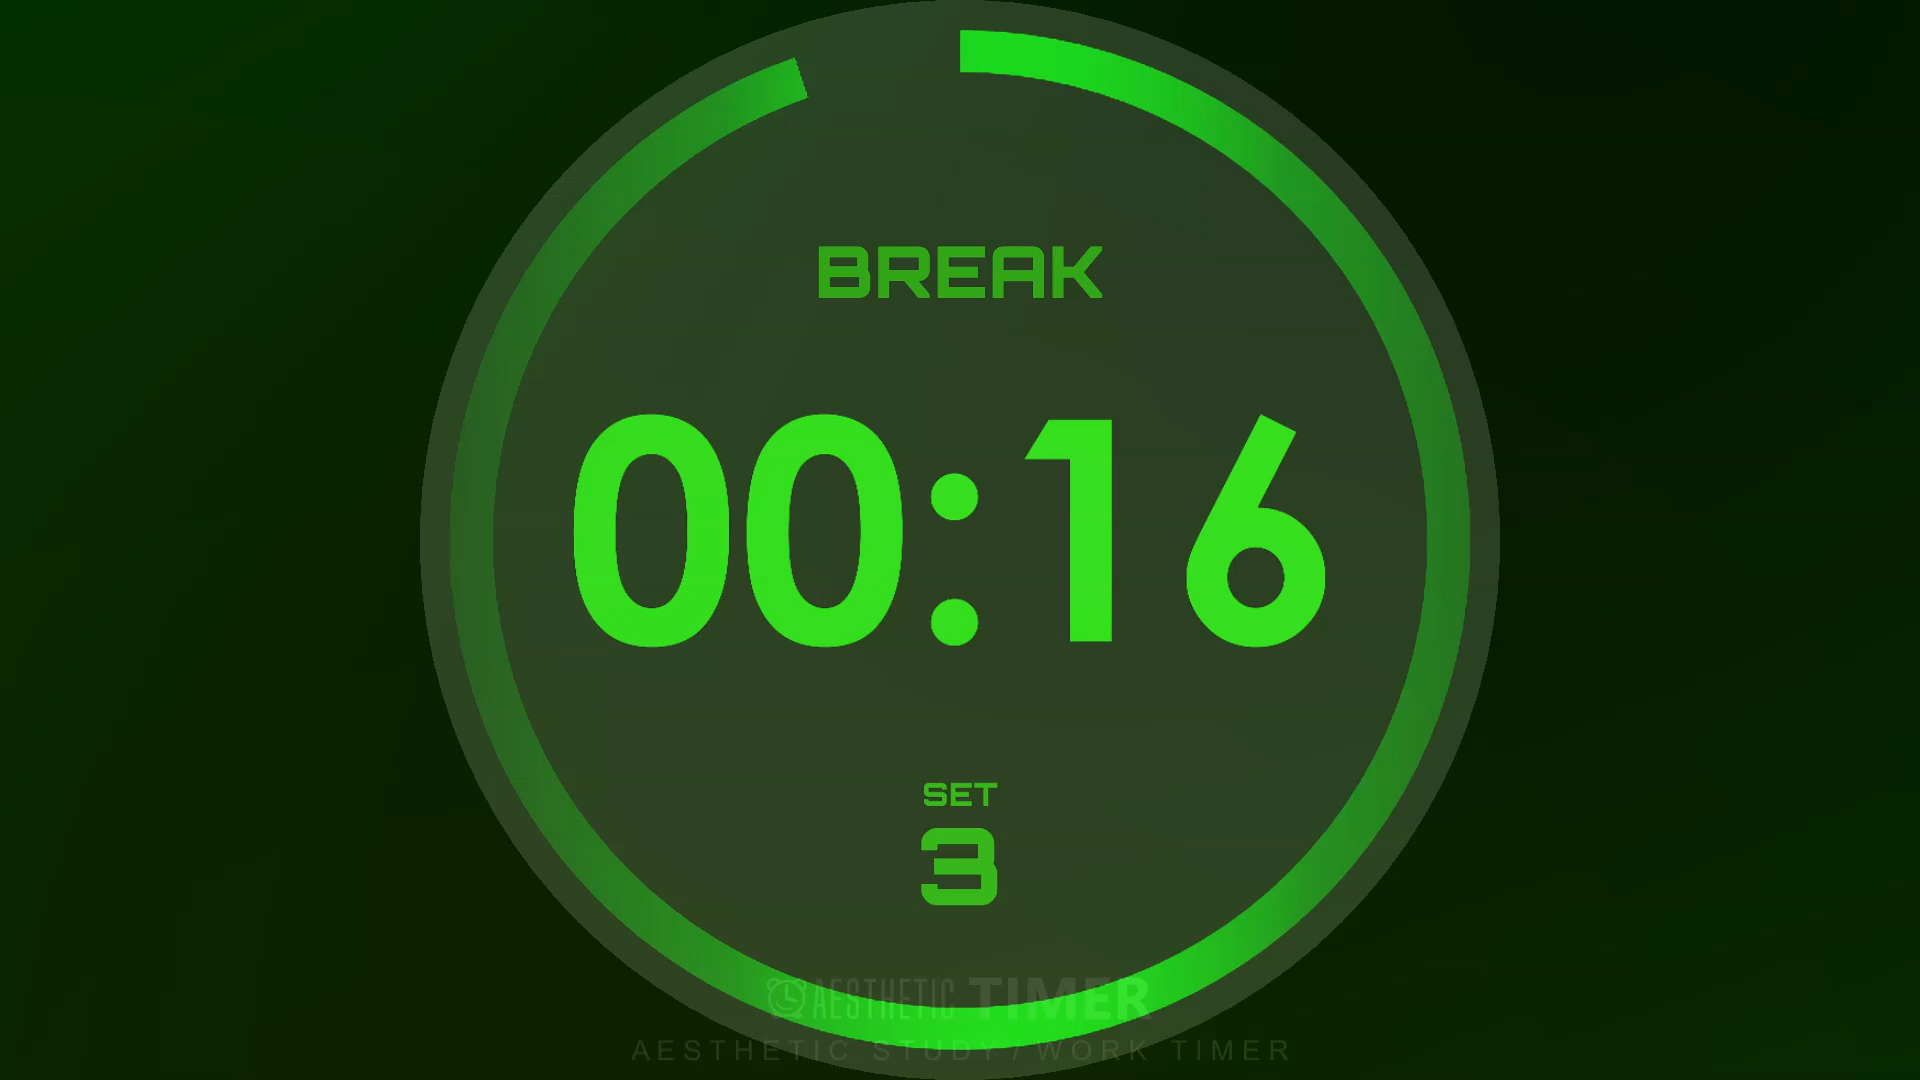 BREAK
00:16
SET
3
AESTHETIC TIMER
AESTHETIC STUDY / WORK TIMER